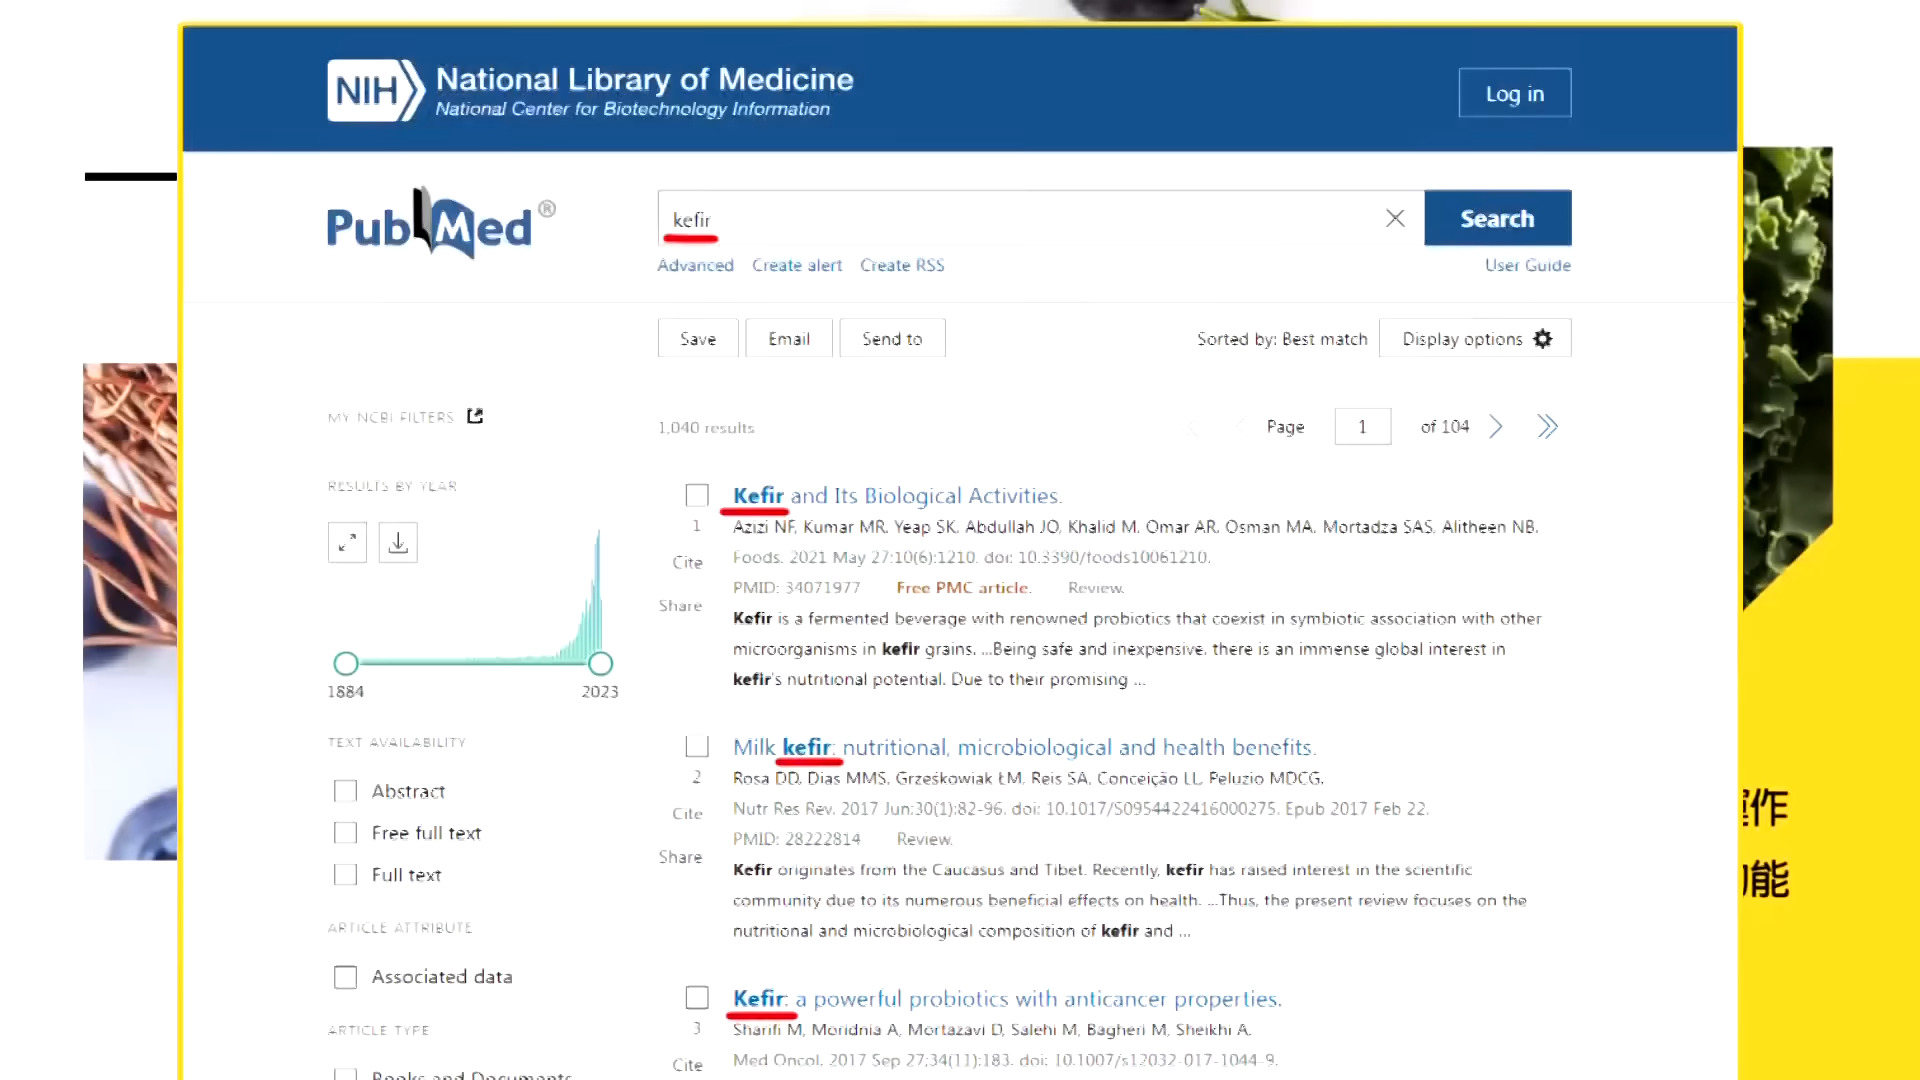 NIH National Library of Medicine
National Center for Biotechnology Information
Log in
PubMed®
kefir
Search
Advanced Create alert Create RSS
User Guide
Save Email Send to
Sorted by: Best match
Display options
MY NCBI FILTERS
1,040 results
Page 1 of 104
RESULTS BY YEAR
1884 2023
TEXT AVAILABILITY
Abstract
Free full text
Full text
ARTICLE ATTRIBUTE
Associated data
ARTICLE TYPE
Books and Documents
Kefir and Its Biological Activities.
1
Azizi NF, Kumar MR, Yeap SK, Abdullah JO, Khalid M, Omar AR, Osman MA, Mortadza SAS, Alitheen NB.
Cite
Foods. 2021 May 27;10(6):1210. doi: 10.3390/foods10061210.
PMID: 34071977 Free PMC article. Review.
Share
Kefir is a fermented beverage with renowned probiotics that coexist in symbiotic association with other
microorganisms in kefir grains. ...Being safe and inexpensive, there is an immense global interest in
kefir's nutritional potential. Due to their promising ...
Milk kefir: nutritional, microbiological and health benefits.
2
Rosa DD, Dias MMS, Grześkowiak ŁM, Reis SA, Conceição LL, Peluzio MDCG.
Cite
Nutr Res Rev. 2017 Jun;30(1):82-96. doi: 10.1017/S0954422416000275. Epub 2017 Feb 22.
PMID: 28222814 Review.
Share
Kefir originates from the Caucasus and Tibet. Recently, kefir has raised interest in the scientific
community due to its numerous beneficial effects on health. ...Thus, the present review focuses on the
nutritional and microbiological composition of kefir and ...
Kefir: a powerful probiotics with anticancer properties.
3
Sharifi M, Moridnia A, Mortazavi D, Salehi M, Bagheri M, Sheikhi A.
Cite
Med Oncol. 2017 Sep 27;34(11):183. doi: 10.1007/s12032-017-1044-9.
作
能